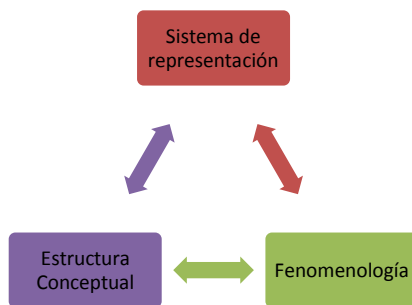 Sistema de
representación
Estructura
Conceptual
Fenomenología